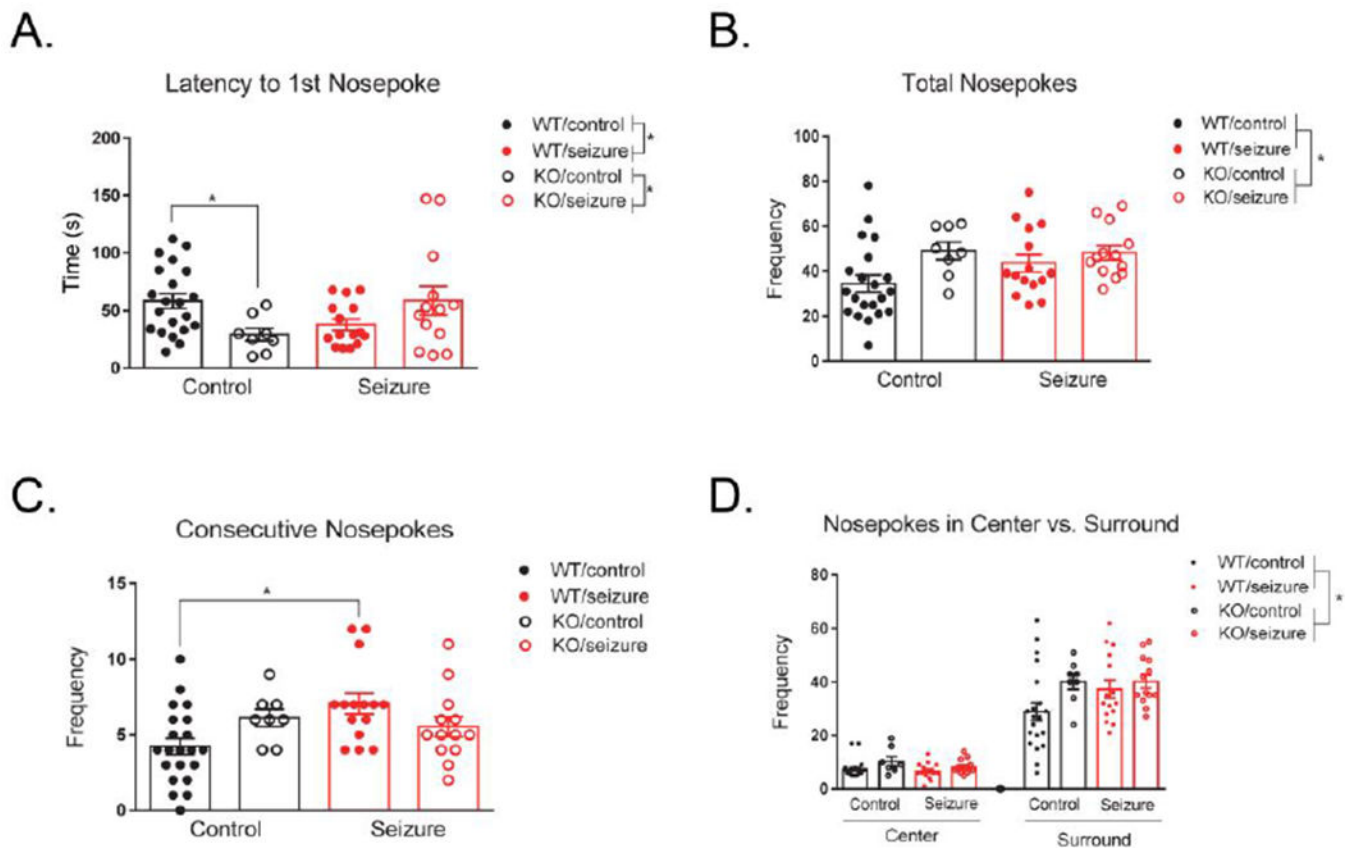 A.
Latency to 1st Nosepoke
Time (s)
200
150
100
50
0
*
Control
Seizure
WT/control
WT/seizure
KO/control
KO/seizure
*
*
B.
Total Nosepokes
Frequency
100
80
60
40
20
0
Control
Seizure
WT/control
WT/seizure
KO/control
KO/seizure
*
C.
Consecutive Nosepokes
Frequency
15
10
5
0
*
Control
Seizure
WT/control
WT/seizure
KO/control
KO/seizure
D.
Nosepokes in Center vs. Surround
Frequency
80
60
40
20
0
Control
Seizure
Control
Seizure
Center
Surround
WT/control
WT/seizure
KO/control
KO/seizure
*